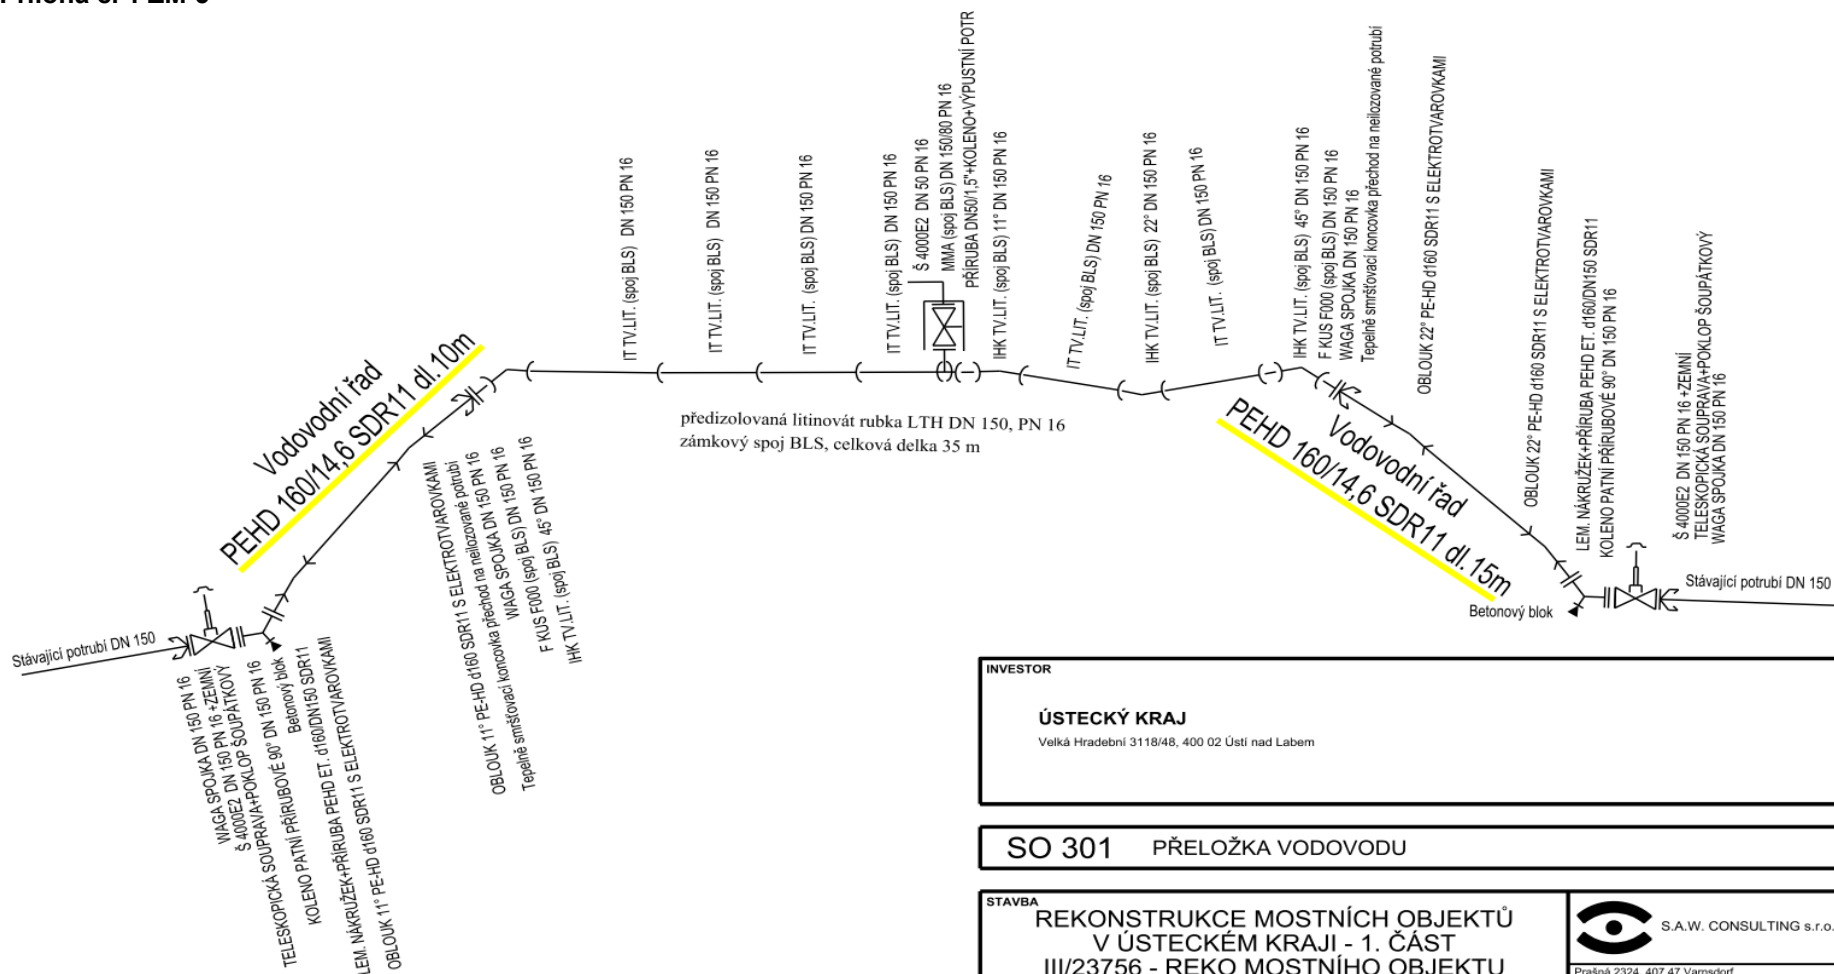 IT TV.LIT. (spoj BLS) DN 150 PN 16
IT TV.LIT. (spoj BLS) DN 150 PN 16
IT TV.LIT. (spoj BLS) DN 150 PN 16
IT TV.LIT. (spoj BLS) DN 150 PN 16
Š 4000E2 DN 50 PN 16
MMA (spoj BLS) DN 150/80 PN 16
PŘÍRUBA DN50/1,5"+KOLENO+VÝPUSTNÍ POTR
IHK TV.LIT. (spoj BLS) 11° DN 150 PN 16
IT TV.LIT. (spoj BLS) DN 150 PN 16
IHK TV.LIT. (spoj BLS) 22° DN 150 PN 16
IT TV.LIT. (spoj BLS) DN 150 PN 16
IHK TV.LIT. (spoj BLS) 45° DN 150 PN 16
F KUS F000 (spoj BLS) DN 150 PN 16
WAGA SPOJKA DN 150 PN 16
Tepelně smršťovací koncovka přechod na neilozované potrubí
OBLOUK 22° PE-HD d160 SDR11 S ELEKTROTVAROVKAMI
OBLOUK 22° PE-HD d160 SDR11 S ELEKTROTVAROVKAMI
LEM. NÁKRUŽEK+PŘÍRUBA PEHD ET. d160/DN150 SDR11
KOLENO PATNÍ PŘÍRUBOVÉ 90° DN 150 PN 16
Š 4000E2 DN 150 PN 16 +ZEMNÍ
TELESKOPICKÁ SOUPRAVA+POKLOP ŠOUPÁTKOVÝ
WAGA SPOJKA DN 150 PN 16
Vodovodní řad
PEHD 160/14,6 SDR11 dl.10m
předizolovaná litinovát rubka LTH DN 150, PN 16
zámkový spoj BLS, celková delka 35 m
Vodovodní řad
PEHD 160/14,6 SDR11 dl.15m
Betonový blok
Stávající potrubí DN 150
Stávající potrubí DN 150
OBLOUK 11° PE-HD d160 SDR11 S ELEKTROTVAROVKAMI
Tepelně smršťovací koncovka přechod na neilozované potrubí
WAGA SPOJKA DN 150 PN 16
F KUS F000 (spoj BLS) DN 150 PN 16
IHK TV.LIT. (spoj BLS) 45° DN 150 PN 16
WAGA SPOJKA DN 150 PN 16
Š 4000E2 DN 150 PN 16 +ZEMNÍ
TELESKOPICKÁ SOUPRAVA+POKLOP ŠOUPÁTKOVÝ
KOLENO PATNÍ PŘÍRUBOVÉ 90° DN 150 PN 16
Betonový blok
LEM. NÁKRUŽEK+PŘÍRUBA PEHD ET. d160/DN150 SDR11
OBLOUK 11° PE-HD d160 SDR11 S ELEKTROTVAROVKAMI
INVESTOR
ÚSTECKÝ KRAJ
Velká Hradební 3118/48, 400 02 Ústí nad Labem
SO 301 PŘELOŽKA VODOVODU
STAVBA
REKONSTRUKCE MOSTNÍCH OBJEKTŮ
V ÚSTECKÉM KRAJI - 1. ČÁST
III/23756 - REKO MOSTNÍHO OBJEKTU
S.A.W. CONSULTING s.r.o.
Prašná 2324, 407 47 Varnsdorf